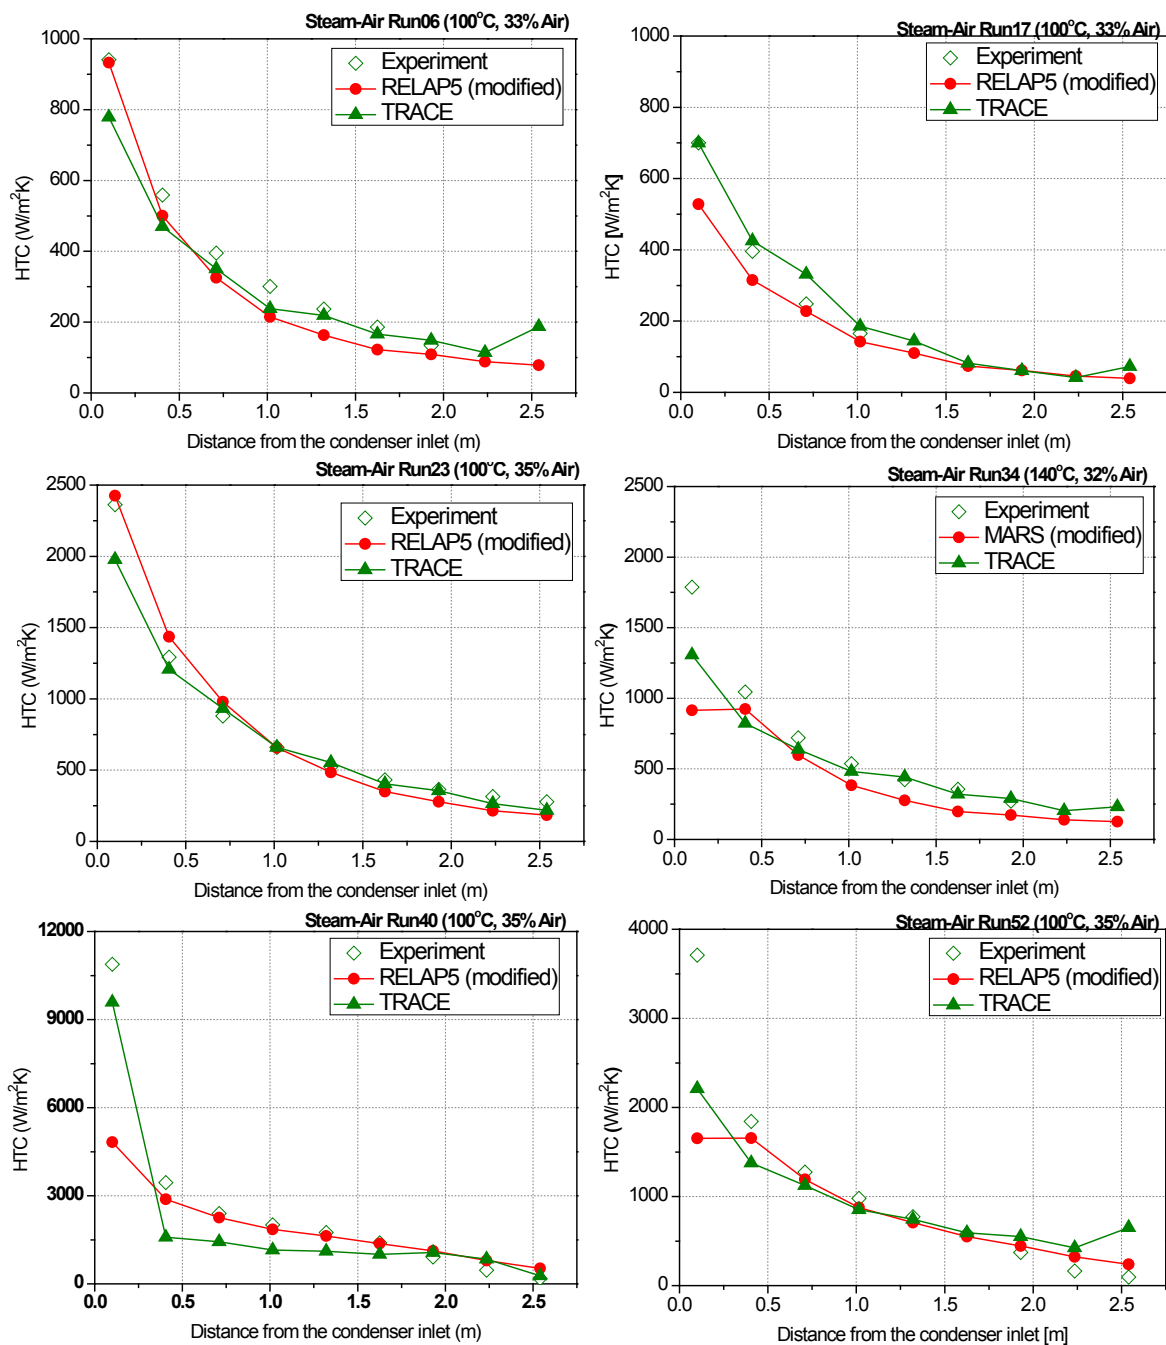 Steam-Air Run06 (100°C, 33% Air)
1000
800
600
400
200
0
HTC (W/m²K)
Experiment
RELAP5 (modified)
TRACE
0.0 0.5 1.0 1.5 2.0 2.5
Distance from the condenser inlet (m)
Steam-Air Run17 (100°C, 33% Air)
1000
800
600
400
200
0
HTC [W/m²K]
Experiment
RELAP5 (modified)
TRACE
0.0 0.5 1.0 1.5 2.0 2.5
Distance from the condenser inlet (m)
Steam-Air Run23 (100°C, 35% Air)
2500
2000
1500
1000
500
0
HTC (W/m²K)
Experiment
RELAP5 (modified)
TRACE
0.0 0.5 1.0 1.5 2.0 2.5
Distance from the condenser inlet (m)
Steam-Air Run34 (140°C, 32% Air)
2500
2000
1500
1000
500
0
HTC (W/m²K)
Experiment
MARS (modified)
TRACE
0.0 0.5 1.0 1.5 2.0 2.5
Distance from the condenser inlet (m)
Steam-Air Run40 (100°C, 35% Air)
12000
9000
6000
3000
0
HTC (W/m²K)
Experiment
RELAP5 (modified)
TRACE
0.0 0.5 1.0 1.5 2.0 2.5
Distance from the condenser inlet (m)
Steam-Air Run52 (100°C, 35% Air)
4000
3000
2000
1000
0
HTC (W/m²K)
Experiment
RELAP5 (modified)
TRACE
0.0 0.5 1.0 1.5 2.0 2.5
Distance from the condenser inlet [m]